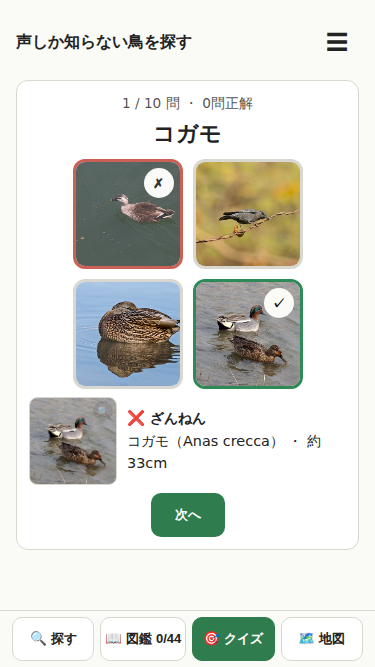 声しか知らない鳥を探す
☰
1 / 10 問 ・ 0問正解
コガモ
✗
✓
❌ ざんねん
コガモ（Anas crecca） ・ 約
33cm
次へ
🔍 探す
📖 図鑑 0/44
🎯 クイズ
🗺️ 地図